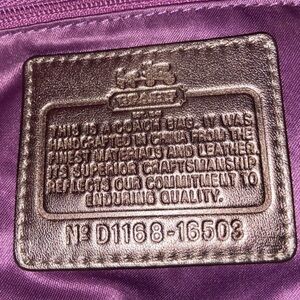 COACH
THIS IS A COACH BAG. IT WAS
HANDCRAFTED IN CHINA FROM THE
FINEST MATERIALS AND LEATHER.
ITS SUPERIOR CRAFTSMANSHIP
REFLECTS OUR COMMITMENT TO
ENDURING QUALITY.
Nº D1168-16503